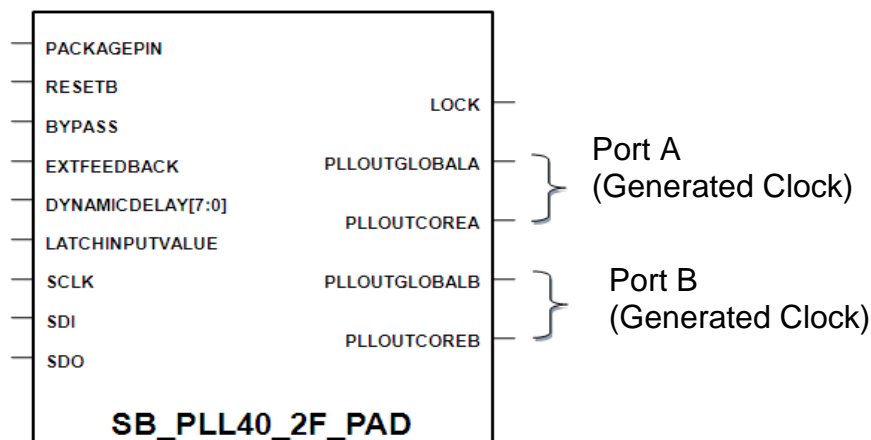 PACKAGEPIN
RESETB
BYPASS
EXTFEEDBACK
DYNAMICDELAY[7:0]
LATCHINPUTVALUE
SCLK
SDI
SDO
LOCK
PLLOUTGLOBALA
PLLOUTCOREA
PLLOUTGLOBALB
PLLOUTCOREB
Port A
(Generated Clock)
Port B
(Generated Clock)
SB_PLL40_2F_PAD